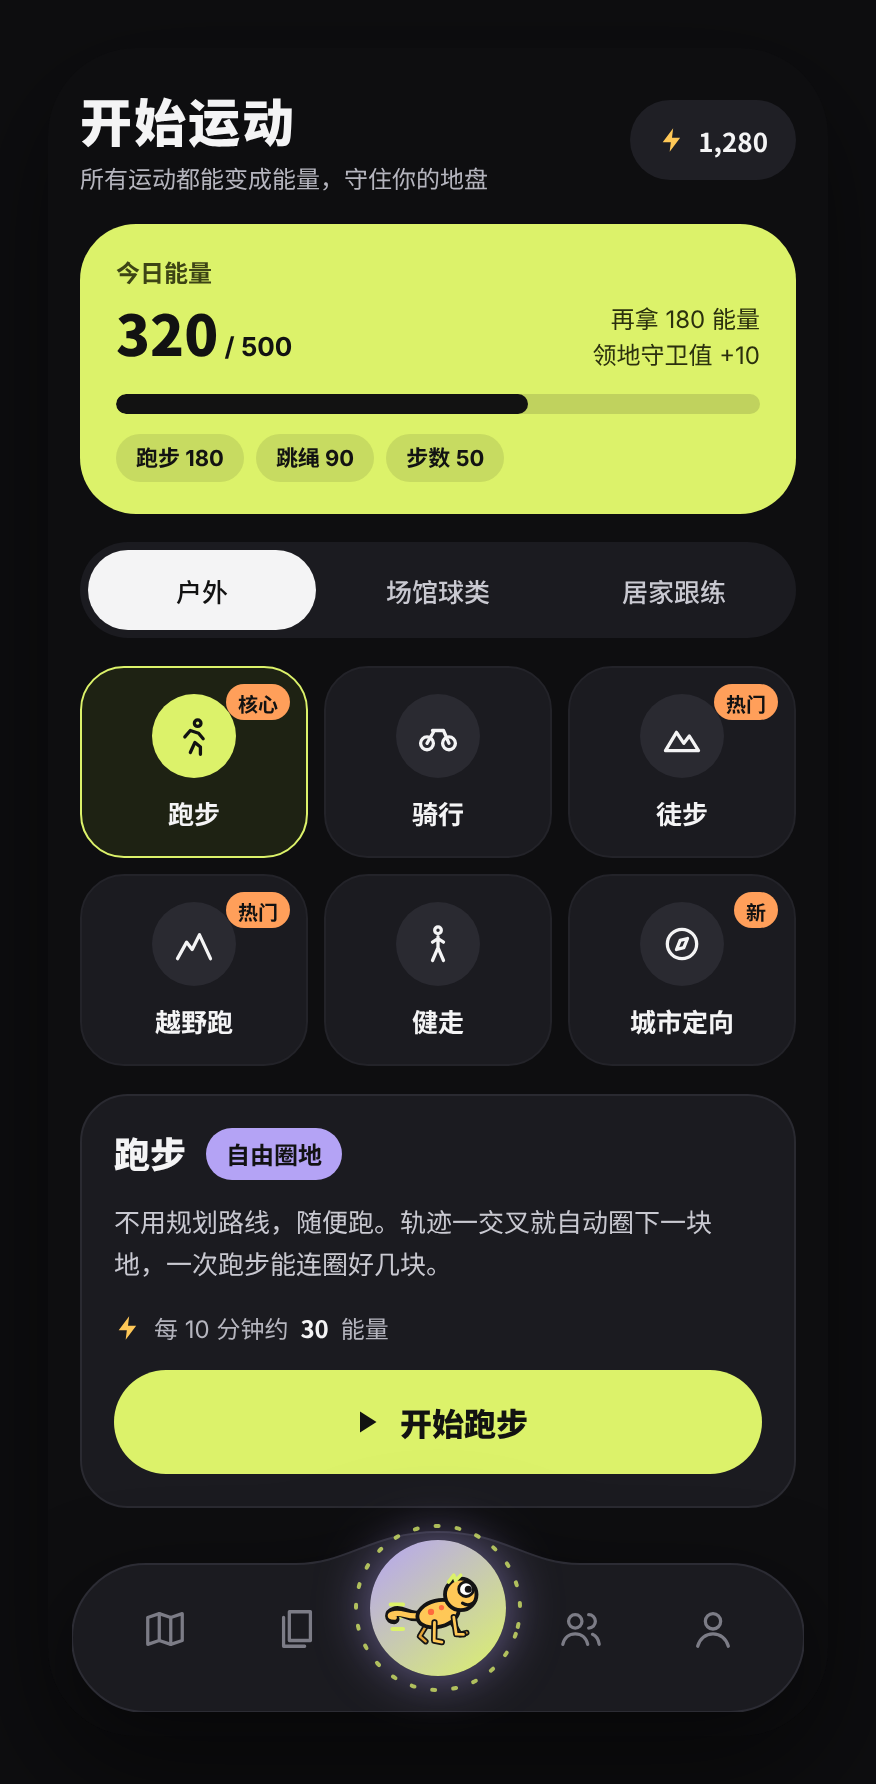 开始运动
1,280
所有运动都能变成能量，守住你的地盘
今日能量
320 / 500
再拿 180 能量
领地守卫值 +10
跑步 180
跳绳 90
步数 50
户外
场馆球类
居家跟练
核心
跑步
骑行
热门
徒步
热门
越野跑
健走
新
城市定向
跑步
自由圈地
不用规划路线，随便跑。轨迹一交叉就自动圈下一块
地，一次跑步能连圈好几块。
每 10 分钟约 30 能量
开始跑步